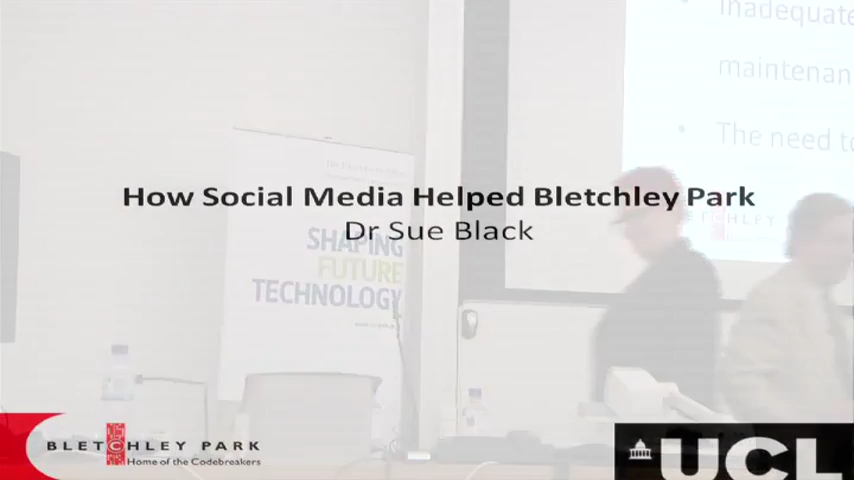 Inadequate
maintenan
The need to
How Social Media Helped Bletchley Park
Dr Sue Black
SHAPING
FUTURE
TECHNOLOGY
BLETCHLEY PARK
Home of the Codebreakers
UCL